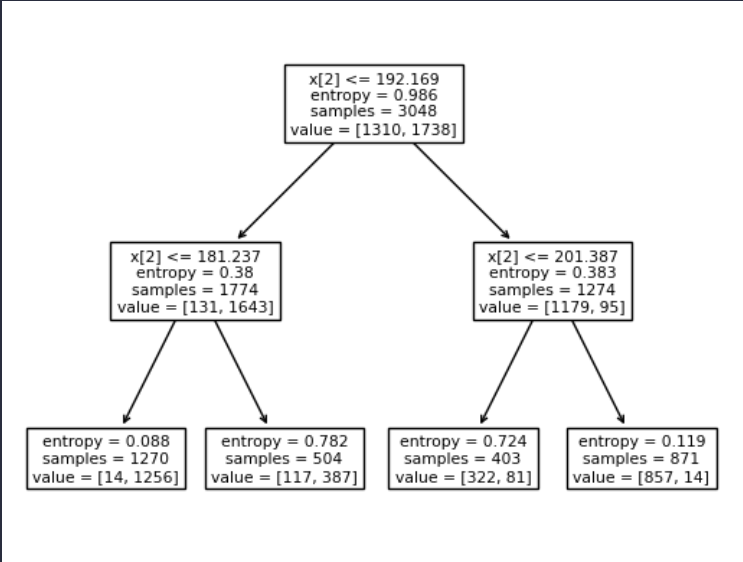 x[2] <= 192.169
entropy = 0.986
samples = 3048
value = [1310, 1738]
x[2] <= 181.237
entropy = 0.38
samples = 1774
value = [131, 1643]
x[2] <= 201.387
entropy = 0.383
samples = 1274
value = [1179, 95]
entropy = 0.088
samples = 1270
value = [14, 1256]
entropy = 0.782
samples = 504
value = [117, 387]
entropy = 0.724
samples = 403
value = [322, 81]
entropy = 0.119
samples = 871
value = [857, 14]